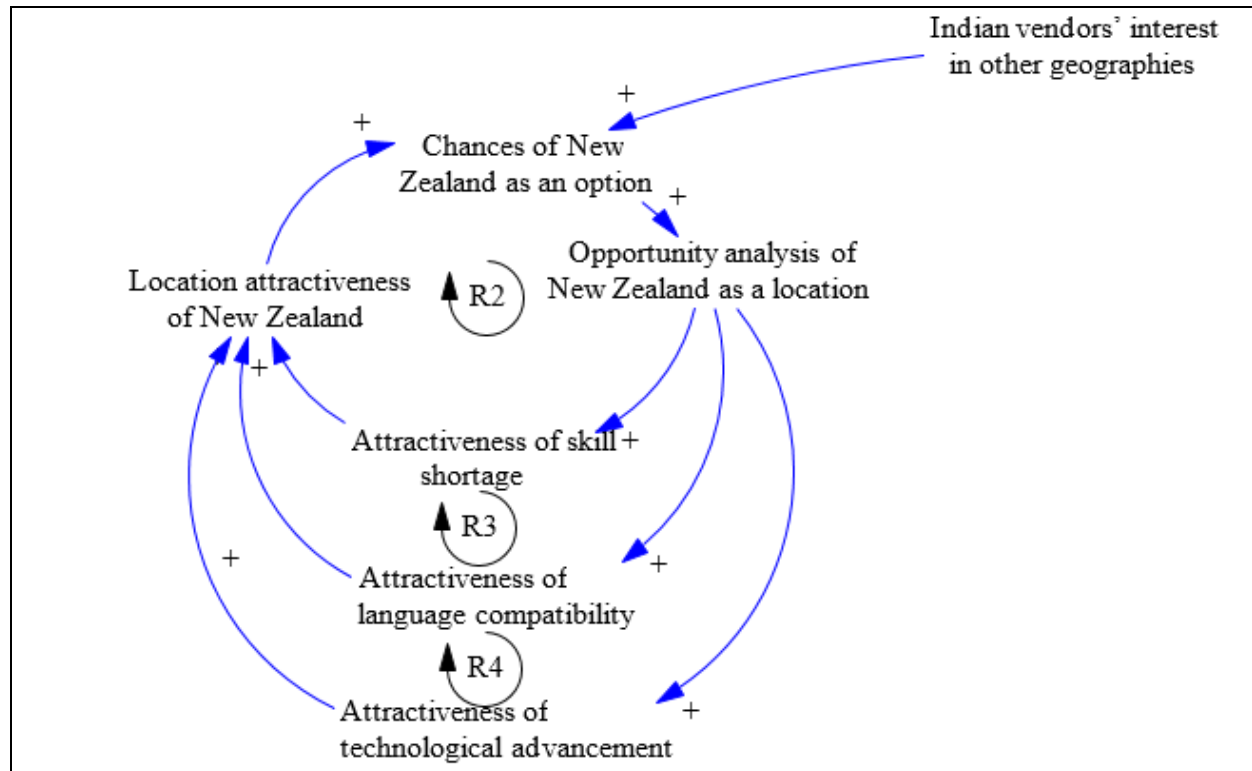 Indian vendors’ interest
in other geographies
+
+
Chances of New
Zealand as an option
+
Opportunity analysis of
New Zealand as a location
Location attractiveness
of New Zealand
R2
+
Attractiveness of skill
shortage
+
R3
+
+
Attractiveness of
language compatibility
R4
Attractiveness of
technological advancement
+